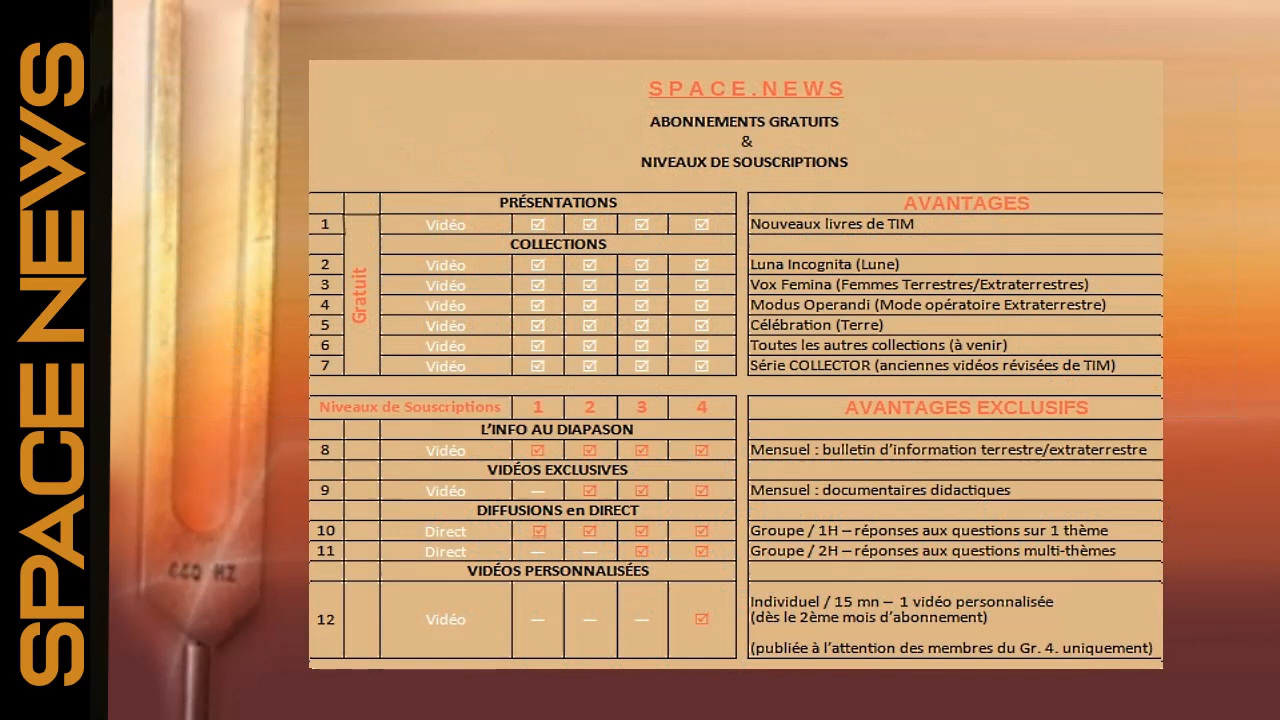 SPACE NEWS
440 HZ
SPACE.NEWS
ABONNEMENTS GRATUITS
&
NIVEAUX DE SOUSCRIPTIONS
PRÉSENTATIONS AVANTAGES
1 Gratuit Vidéo ☑ ☑ ☑ ☑ Nouveaux livres de TIM
COLLECTIONS
2 Vidéo ☑ ☑ ☑ ☑ Luna Incognita (Lune)
3 Vidéo ☑ ☑ ☑ ☑ Vox Femina (Femmes Terrestres/Extraterrestres)
4 Vidéo ☑ ☑ ☑ ☑ Modus Operandi (Mode opératoire Extraterrestre)
5 Vidéo ☑ ☑ ☑ ☑ Célébration (Terre)
6 Vidéo ☑ ☑ ☑ ☑ Toutes les autres collections (à venir)
7 Vidéo ☑ ☑ ☑ ☑ Série COLLECTOR (anciennes vidéos révisées de TIM)
Niveaux de Souscriptions 1 2 3 4 AVANTAGES EXCLUSIFS
L'INFO AU DIAPASON
8 Vidéo ☑ ☑ ☑ ☑ Mensuel : bulletin d'information terrestre/extraterrestre
VIDÉOS EXCLUSIVES
9 Vidéo — ☑ ☑ ☑ Mensuel : documentaires didactiques
DIFFUSIONS en DIRECT
10 Direct ☑ ☑ ☑ ☑ Groupe / 1H – réponses aux questions sur 1 thème
11 Direct — — ☑ ☑ Groupe / 2H – réponses aux questions multi-thèmes
VIDÉOS PERSONNALISÉES
12 Vidéo — — — ☑ Individuel / 15 mn – 1 vidéo personnalisée
(dès le 2ème mois d'abonnement)
(publiée à l'attention des membres du Gr. 4. uniquement)